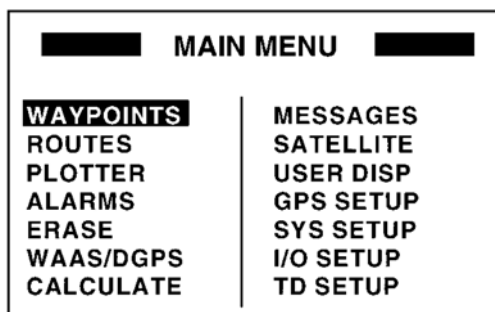 MAIN MENU
WAYPOINTS
ROUTES
PLOTTER
ALARMS
ERASE
WAAS/DGPS
CALCULATE
MESSAGES
SATELLITE
USER DISP
GPS SETUP
SYS SETUP
I/O SETUP
TD SETUP